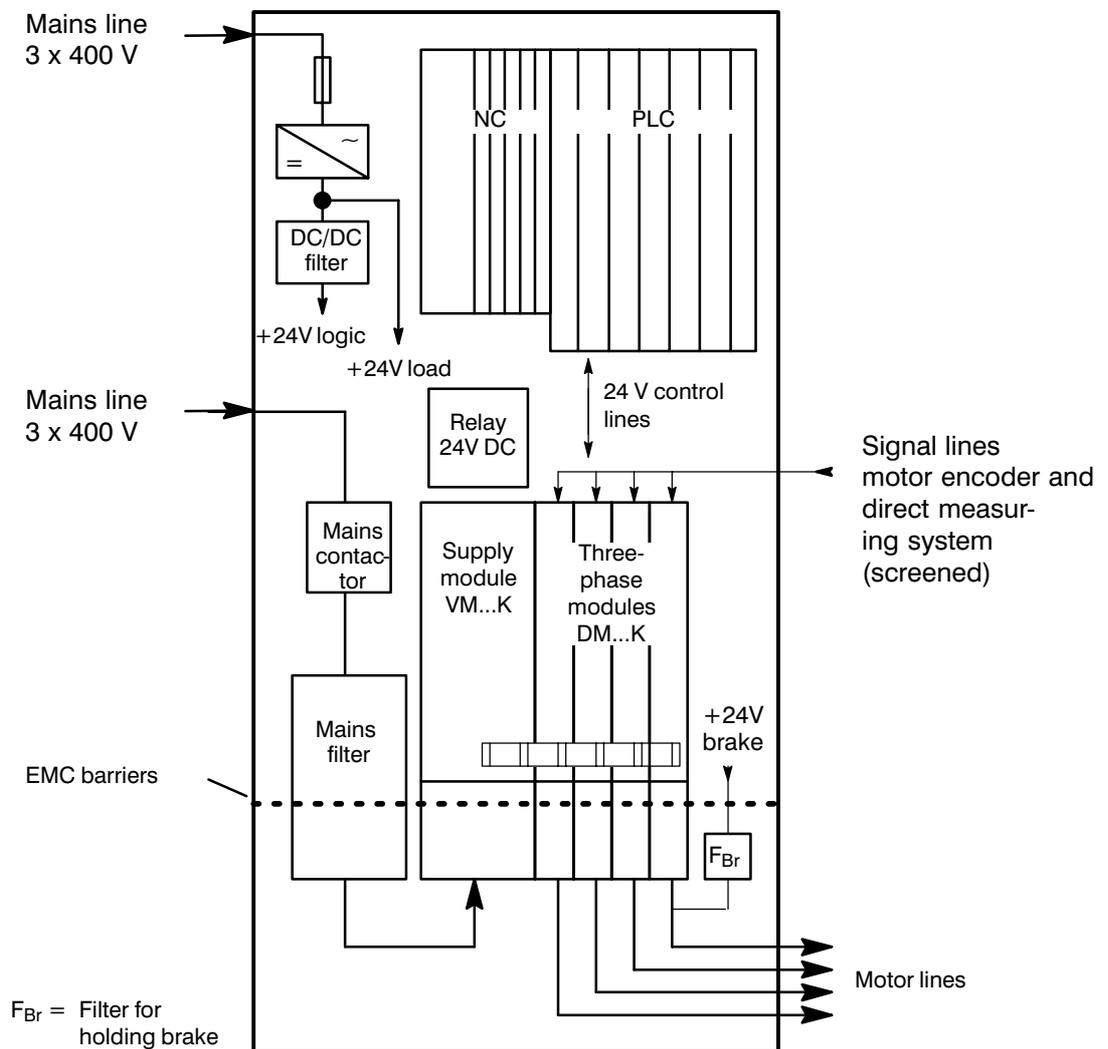 Mains line
3 x 400 V
NC
PLC
~
=
DC/DC
filter
+24V logic
+24V load
Mains line
3 x 400 V
Relay
24V DC
24 V control
lines
Signal lines
motor encoder and
direct measur-
ing system
(screened)
Mains
contac-
tor
Supply
module
VM...K
Three-
phase
modules
DM...K
Mains
filter
+24V
brake
EMC barriers
FBr
Motor lines
FBr = Filter for
holding brake